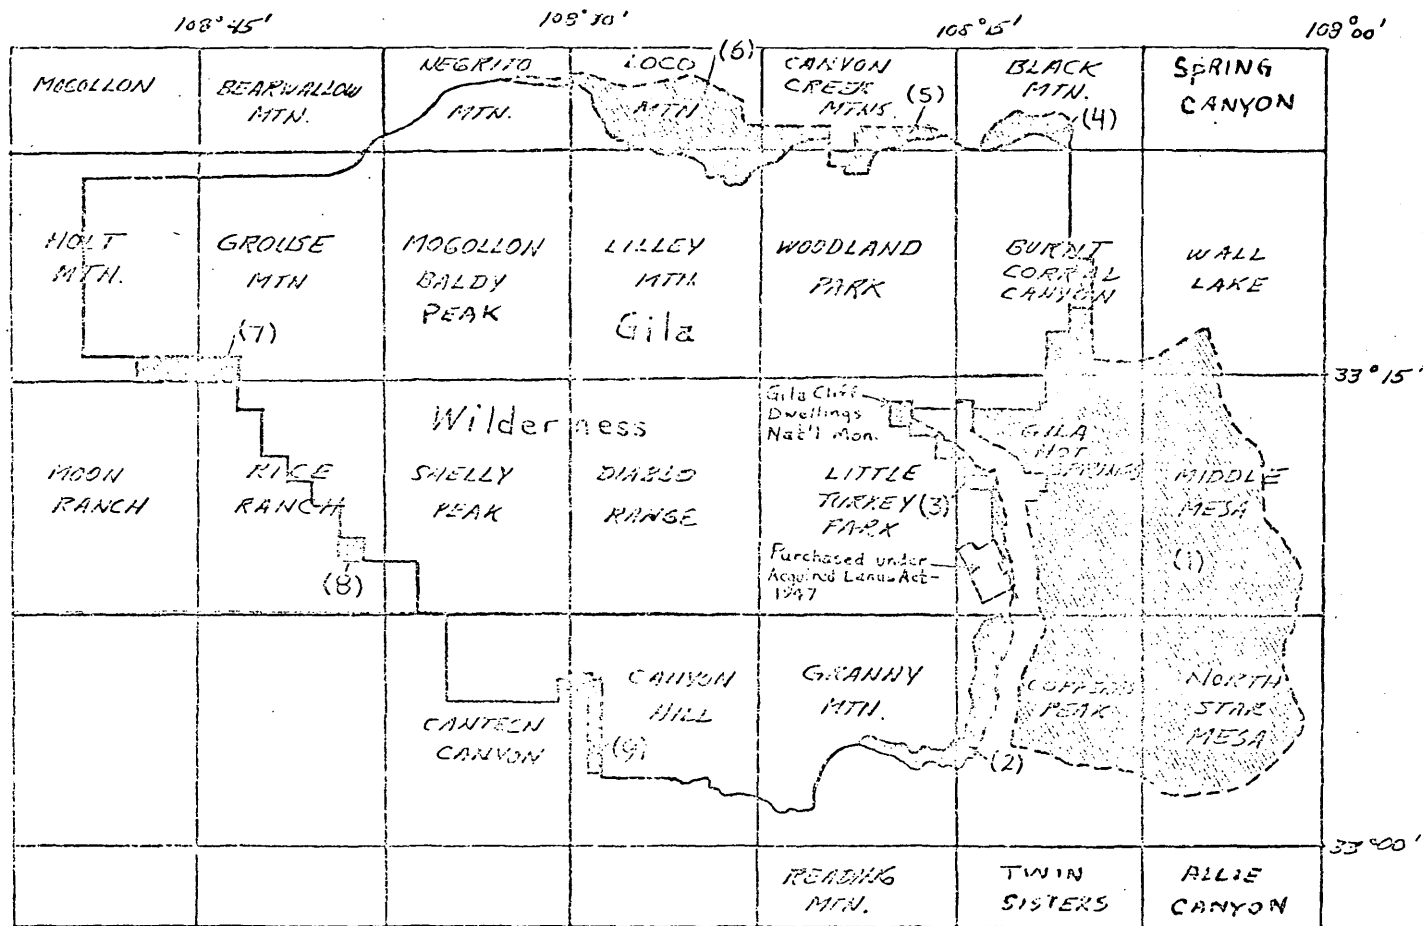 108°45'
108°30'
108°15'
108°00'
MOGOLLON
BEARWALLOW
MTN.
NEGRITO
MTN.
LOCO
MTN
(6)
CANYON
CREEK
MTNS.
(5)
BLACK
MTN.
(4)
SPRING
CANYON
HOLT
MTN.
GROUSE
MTN
MOGOLLON
BALDY
PEAK
LILLEY
MTN.
WOODLAND
PARK
BURNT
CORRAL
CANYON
WALL
LAKE
(7)
Gila
33°15'
Wilderness
Gila Cliff
Dwellings
Nat'l Mon.
GILA
HOT
SPRINGS
MOON
RANCH
RICE
RANCH
SHELLY
PEAK
DIABLO
RANGE
LITTLE
TURKEY (3)
PARK
MIDDLE
MESA
(1)
Purchased under
Acquired Lands Act-
1947
(8)
CANTEEN
CANYON
CANYON
HILL
(9)
GRANNY
MTN.
(2)
COPPERAS
PEAK
NORTH
STAR
MESA
33°00'
READING
MTN.
TWIN
SISTERS
ALLIE
CANYON